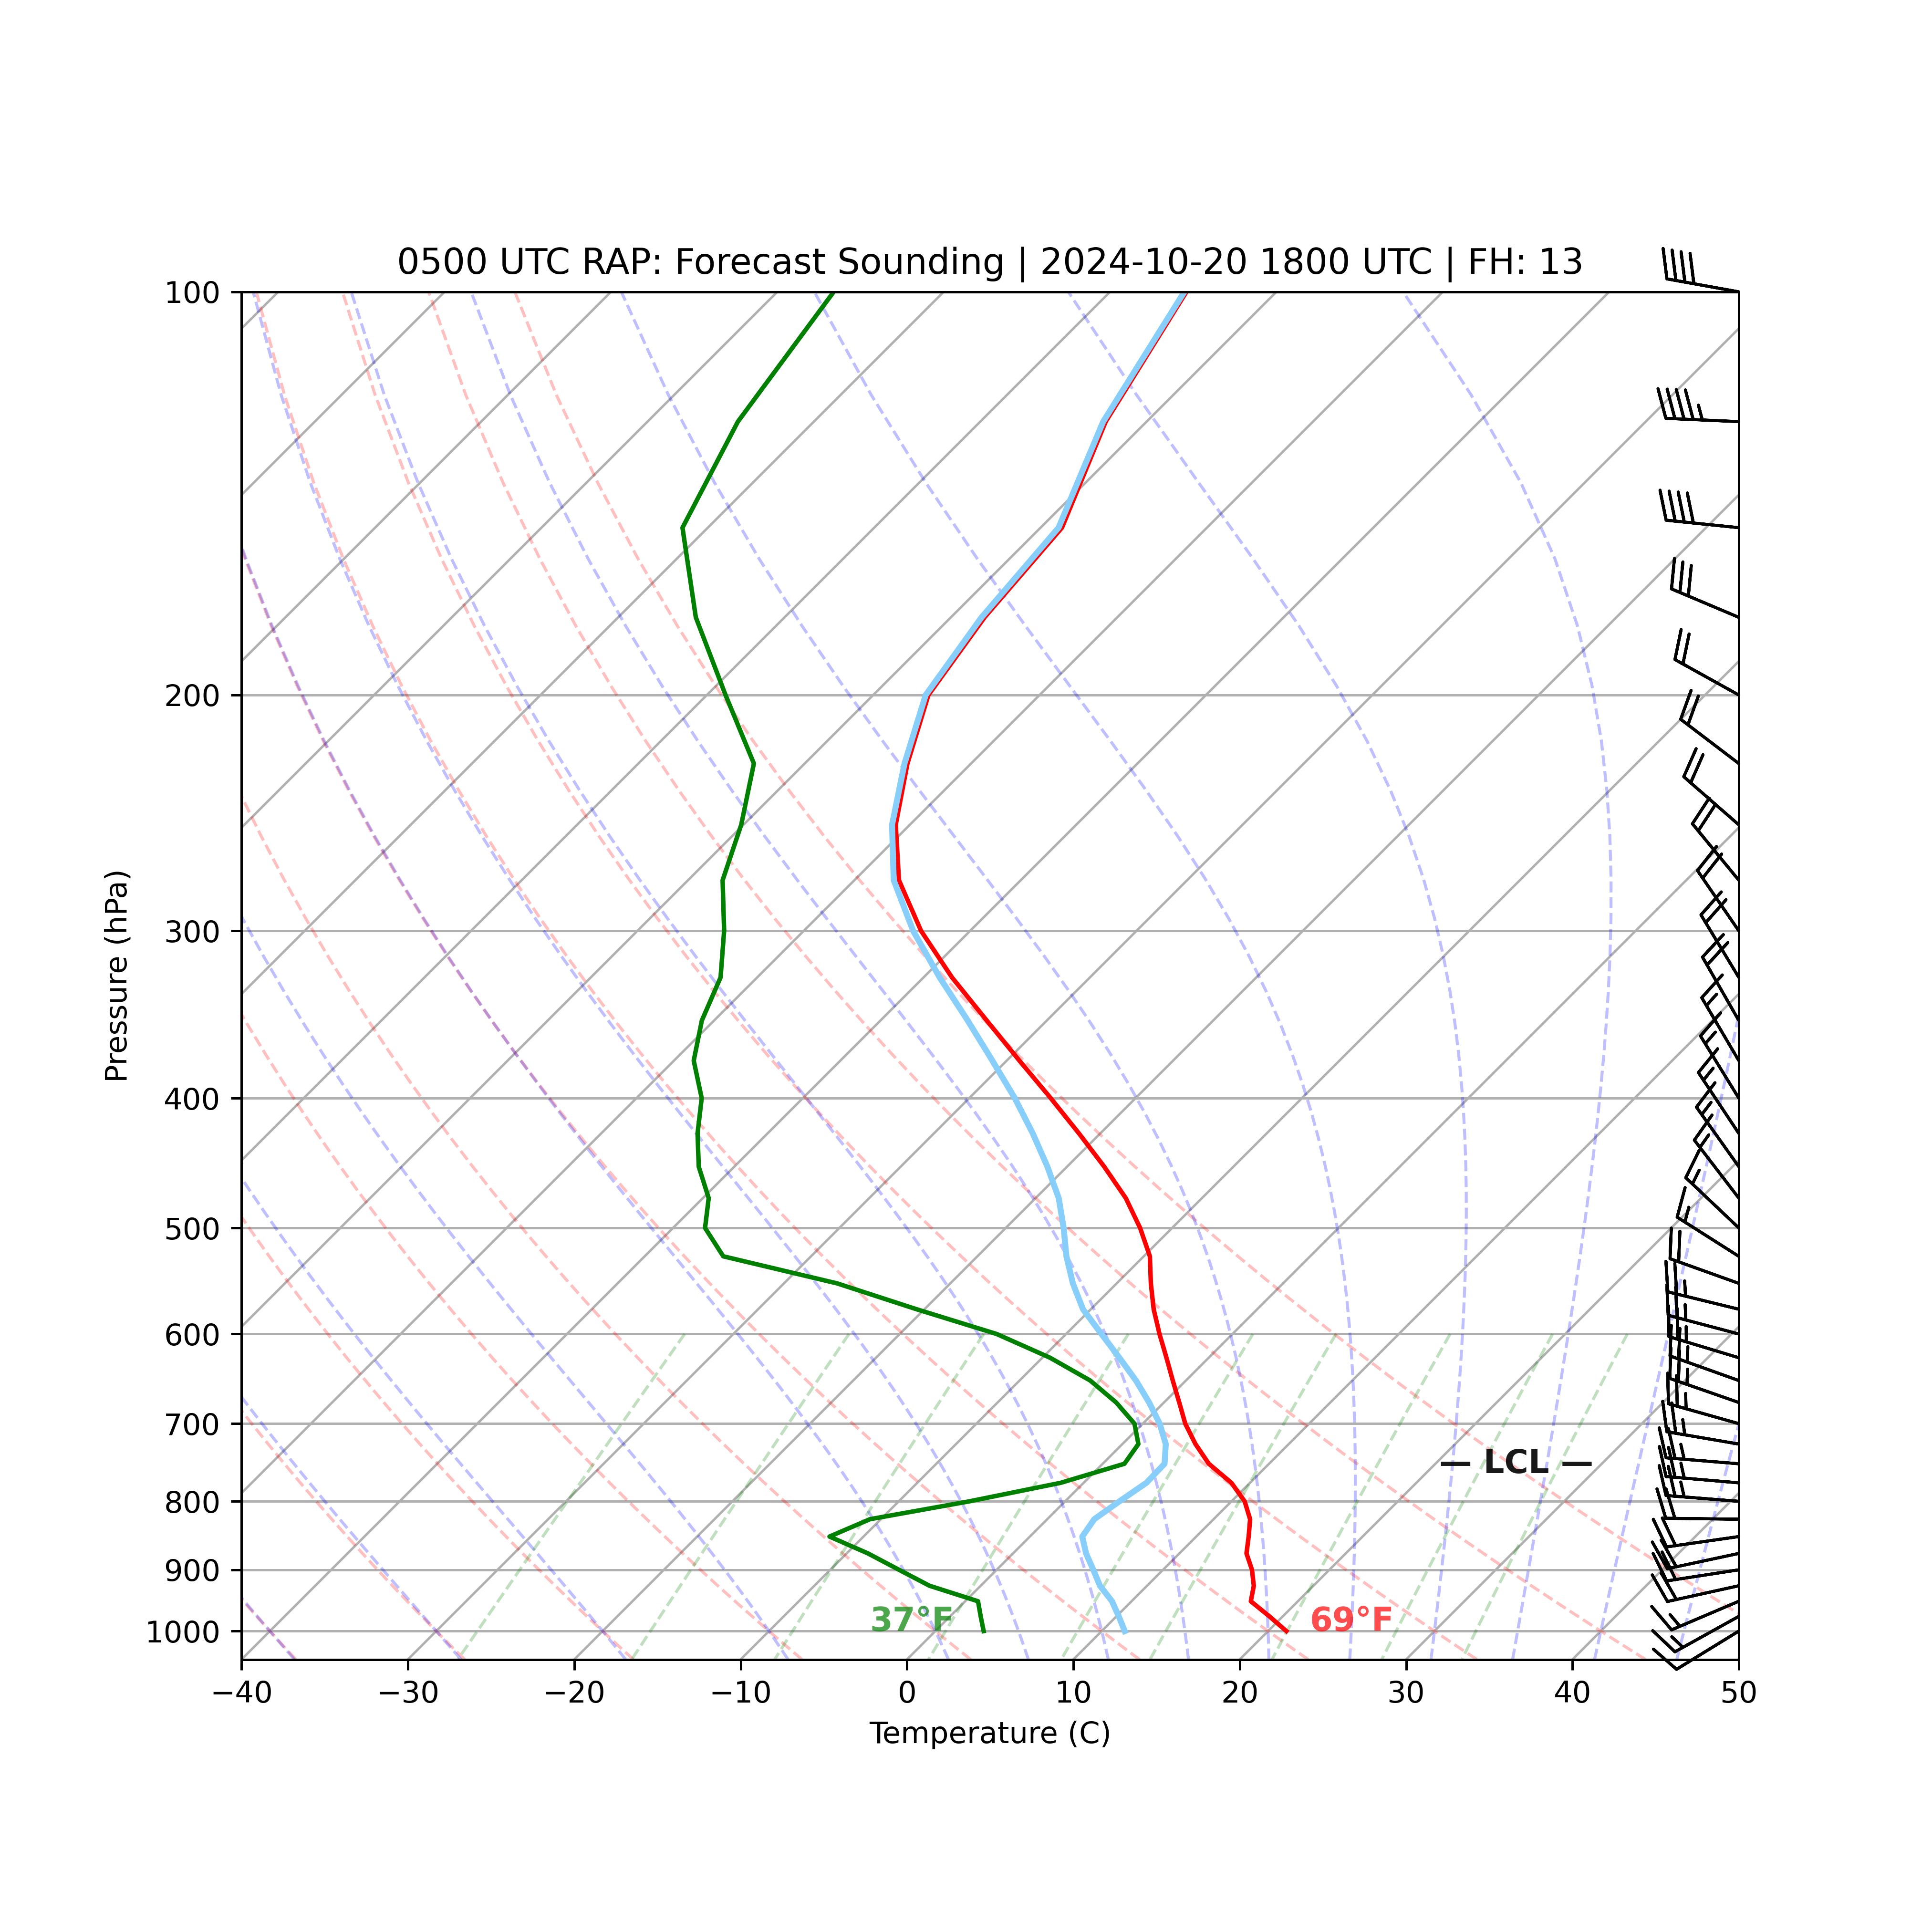 0500 UTC RAP: Forecast Sounding | 2024-10-20 1800 UTC | FH: 13
100
200
300
400
500
600
700
800
900
1000
Pressure (hPa)
— LCL —
37°F
69°F
−40 −30 −20 −10 0 10 20 30 40 50
Temperature (C)